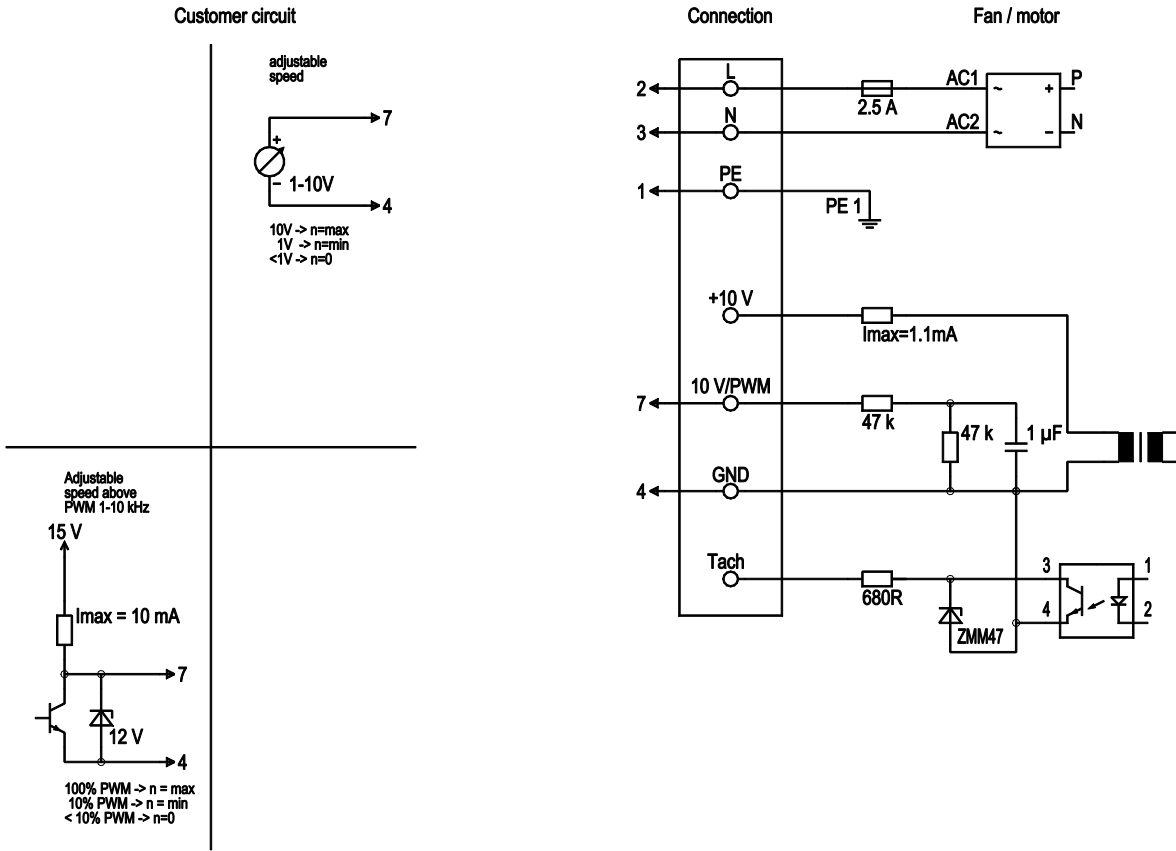 Customer circuit
Connection
Fan / motor
adjustable
speed
7
+
−
1-10V
4
10V -> n=max
1V -> n=min
<1V -> n=0
Adjustable
speed above
PWM 1-10 kHz
15 V
Imax = 10 mA
7
12 V
4
100% PWM -> n = max
10% PWM -> n = min
< 10% PWM -> n=0
2
L
2.5 A
AC1
~
+
P
3
N
AC2
~
−
N
1
PE
PE 1
+10 V
Imax=1.1mA
7
10 V/PWM
47 k
47 k
1 µF
4
GND
Tach
680R
ZMM47
3
4
1
2